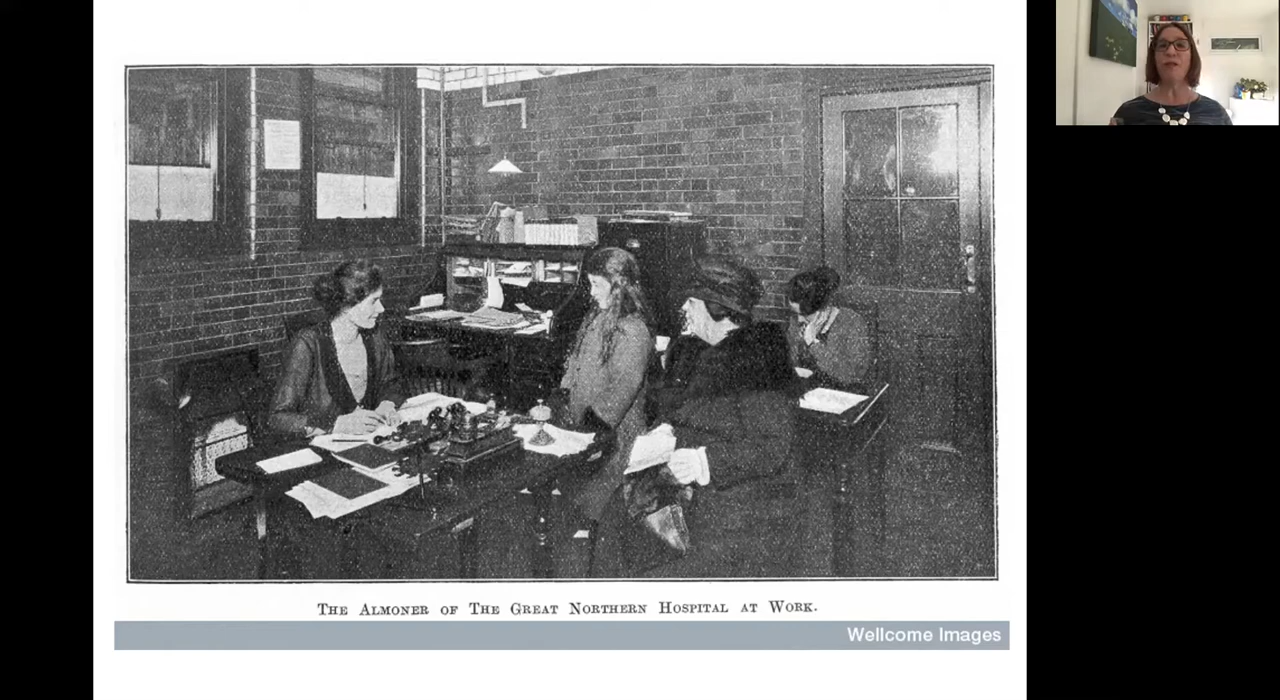 The Almoner of The Great Northern Hospital at Work.
Wellcome Images